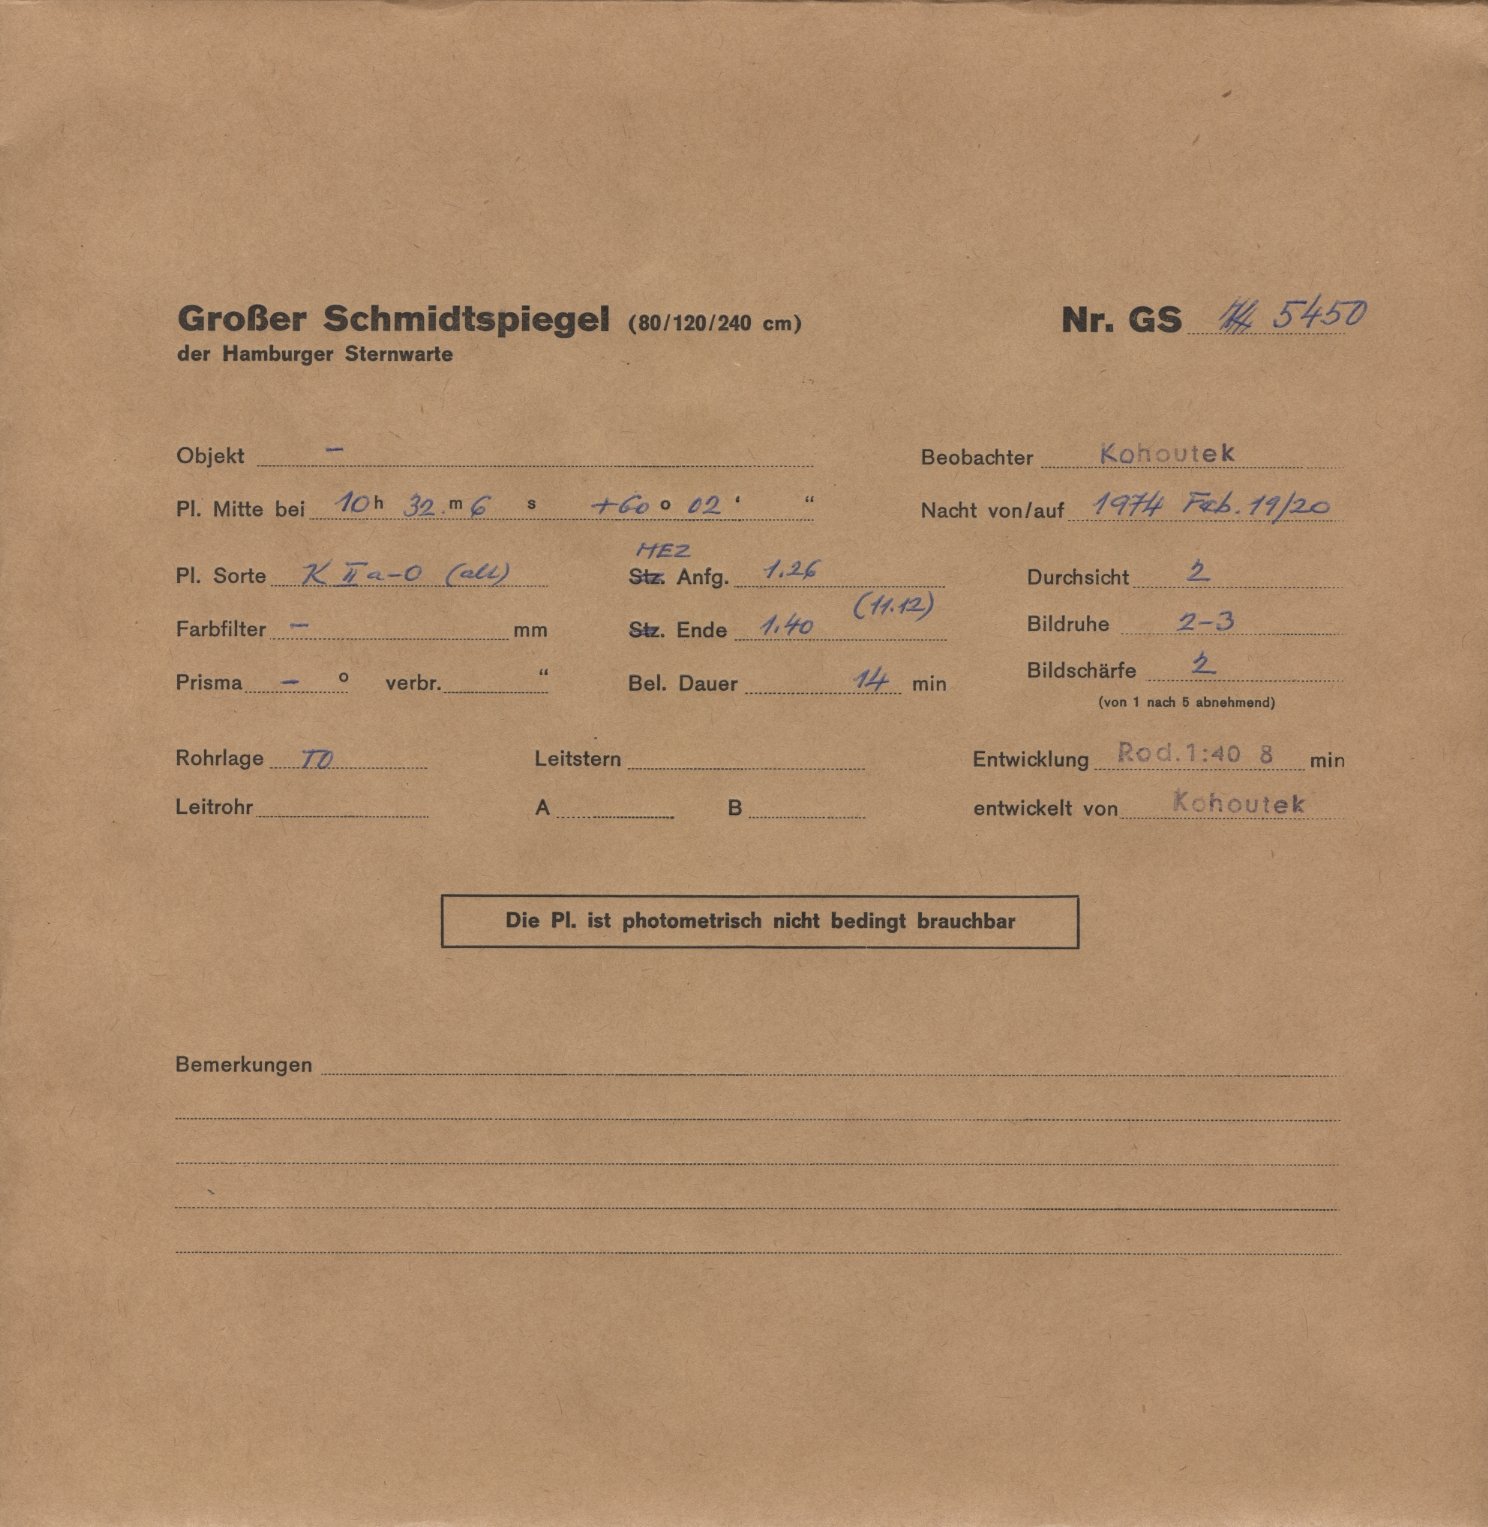 Großer Schmidtspiegel (80/120/240 cm) Nr. GS 5450
der Hamburger Sternwarte
Objekt – Beobachter Kohoutek
Pl. Mitte bei 10 h 32 m 6 s +60 o 02 ‘ “ Nacht von/auf 1974 Feb. 19/20
MEZ
Pl. Sorte K IIa-O (alt) Stz. Anfg. 1.26 Durchsicht 2
(11.12)
Farbfilter – mm Stz. Ende 1.40 Bildruhe 2-3
Prisma – o verbr. “ Bel. Dauer 14 min Bildschärfe 2
(von 1 nach 5 abnehmend)
Rohrlage TO Leitstern Entwicklung Rod.1:40 8 min
Leitrohr A B entwickelt von Kohoutek
Die Pl. ist photometrisch nicht bedingt brauchbar
Bemerkungen